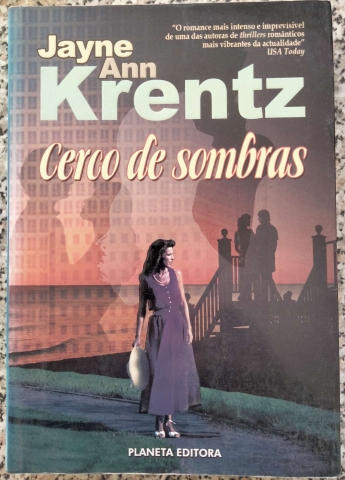 "O romance mais intenso e imprevisível
de uma das autoras de thrillers românticos
mais vibrantes da actualidade"
USA Today
Jayne
Ann
Krentz
Cerco de sombras
PLANETA EDITORA